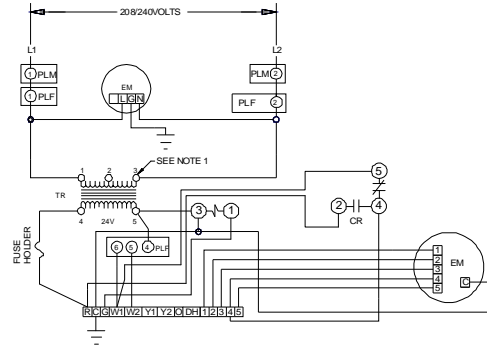 208/240VOLTS
L1 L2
1 PLM EM PLM 2
1 PLF L G N PLF 2
SEE NOTE 1
1 2 3
TR
4 24V 5
3 1 2 4 5
CR
FUSE HOLDER
6 5 4 PLF
1
2
3
4
5
EM
C
R C G W1 W2 Y1 Y2 O DH 1 2 3 4 5